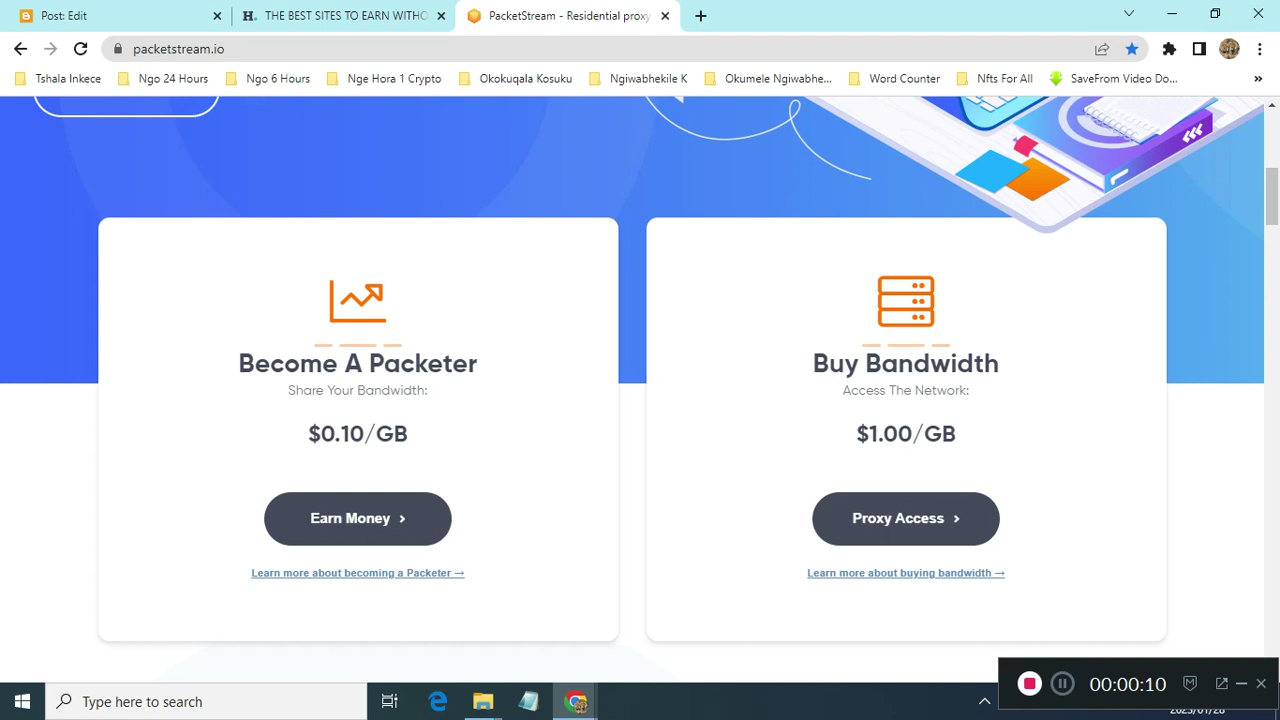 Post: Edit
THE BEST SITES TO EARN WITHO
PacketStream - Residential proxy
packetstream.io
Tshala Inkece
Ngo 24 Hours
Ngo 6 Hours
Nge Hora 1 Crypto
Okokuqala Kosuku
Ngiwabhekile K
Okumele Ngiwabhe...
Word Counter
Nfts For All
SaveFrom Video Do...
»
Become A Packeter
Share Your Bandwidth:
$0.10/GB
Earn Money ›
Learn more about becoming a Packeter →
Buy Bandwidth
Access The Network:
$1.00/GB
Proxy Access ›
Learn more about buying bandwidth →
Type here to search
00:00:10
2023/01/28